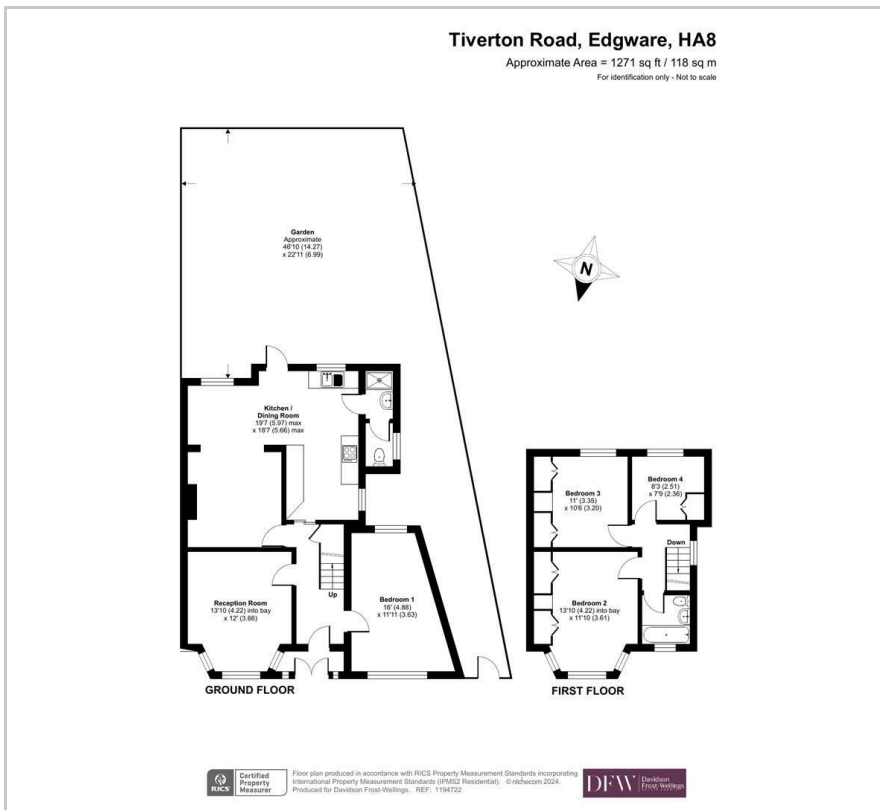 Tiverton Road, Edgware, HA8
Approximate Area = 1271 sq ft / 118 sq m
For identification only - Not to scale
Garden
Approximate
46'10 (14.27)
x 22'11 (6.99)
N
Kitchen /
Dining Room
19'7 (5.97) max
x 18'7 (5.66) max
Reception Room
13'10 (4.22) into bay
x 12' (3.66)
Up
Bedroom 1
16' (4.88)
x 11'11 (3.63)
GROUND FLOOR
Bedroom 3
11' (3.35)
x 10'6 (3.20)
Bedroom 4
8'3 (2.51)
x 7'9 (2.36)
Down
Bedroom 2
13'10 (4.22) into bay
x 11'10 (3.61)
FIRST FLOOR
RICS
Certified
Property
Measurer
Floor plan produced in accordance with RICS Property Measurement Standards incorporating
International Property Measurement Standards (IPMS2 Residential). © nichecom 2024.
Produced for Davidson Frost-Wellings. REF: 1194722
DFW
Davidson
Frost-Wellings